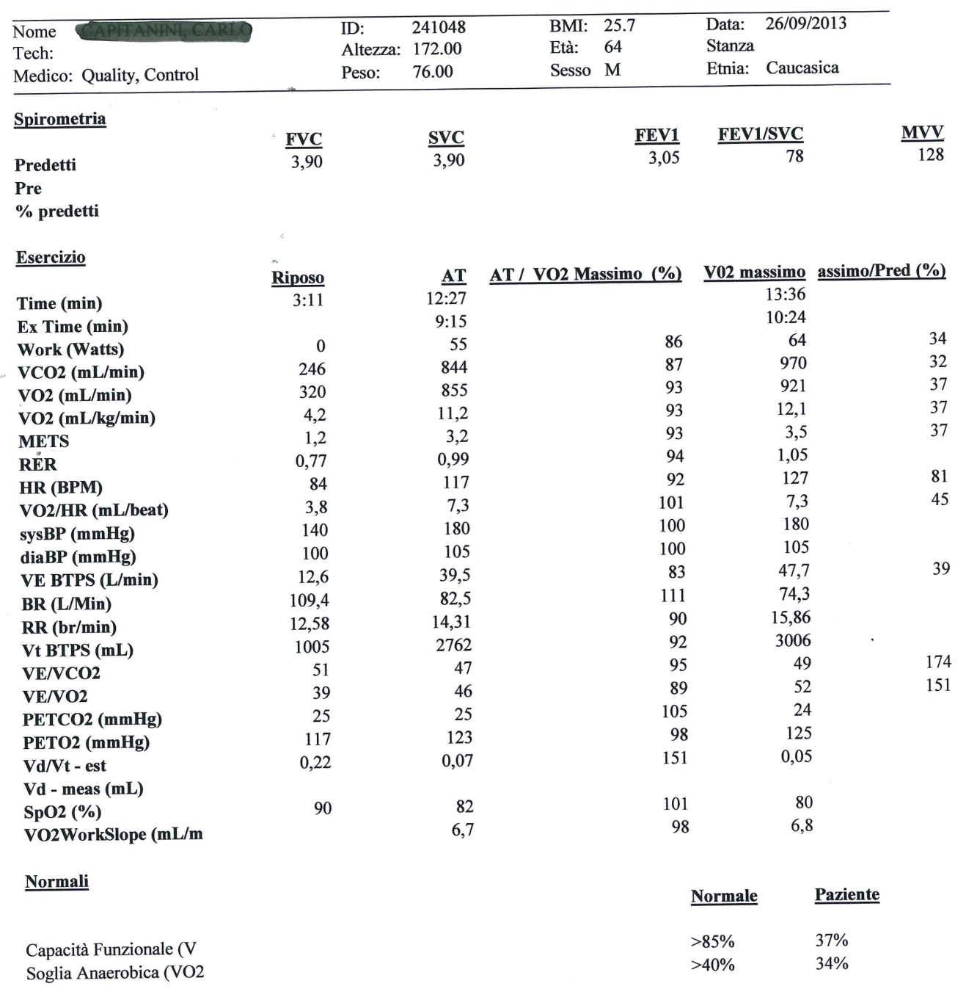 Nome ID: 241048 BMI: 25.7 Data: 26/09/2013
Tech: Altezza: 172.00 Età: 64 Stanza
Medico: Quality, Control Peso: 76.00 Sesso M Etnia: Caucasica
Spirometria
FVC SVC FEV1 FEV1/SVC MVV
Predetti 3,90 3,90 3,05 78 128
Pre
% predetti
Esercizio
Riposo AT AT / VO2 Massimo (%) V02 massimo assimo/Pred (%)
Time (min) 3:11 12:27 13:36
Ex Time (min) 9:15 10:24
Work (Watts) 0 55 86 64 34
VCO2 (mL/min) 246 844 87 970 32
VO2 (mL/min) 320 855 93 921 37
VO2 (mL/kg/min) 4,2 11,2 93 12,1 37
METS 1,2 3,2 93 3,5 37
RER 0,77 0,99 94 1,05
HR (BPM) 84 117 92 127 81
VO2/HR (mL/beat) 3,8 7,3 101 7,3 45
sysBP (mmHg) 140 180 100 180
diaBP (mmHg) 100 105 100 105
VE BTPS (L/min) 12,6 39,5 83 47,7 39
BR (L/Min) 109,4 82,5 111 74,3
RR (br/min) 12,58 14,31 90 15,86
Vt BTPS (mL) 1005 2762 92 3006
VE/VCO2 51 47 95 49 174
VE/VO2 39 46 89 52 151
PETCO2 (mmHg) 25 25 105 24
PETO2 (mmHg) 117 123 98 125
Vd/Vt - est 0,22 0,07 151 0,05
Vd - meas (mL)
SpO2 (%) 90 82 101 80
VO2WorkSlope (mL/m 6,7 98 6,8
Normali
Normale Paziente
Capacità Funzionale (V >85% 37%
Soglia Anaerobica (VO2 >40% 34%